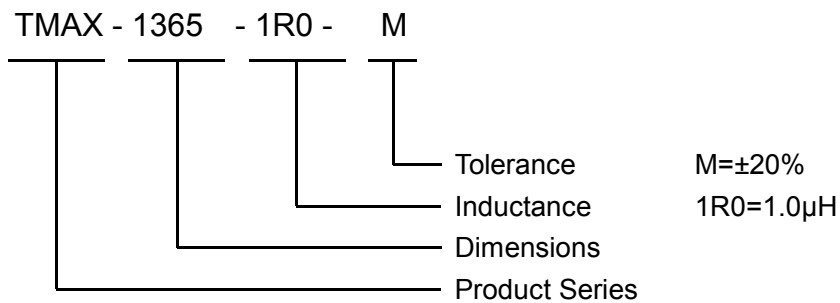 TMAX - 1365 - 1R0 - M
Tolerance M=±20%
Inductance 1R0=1.0μH
Dimensions
Product Series